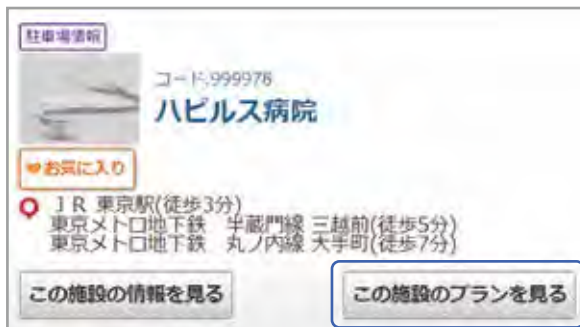 駐車場情報
コード:999978
ハピルス病院
お気に入り
JR 東京駅(徒歩3分)
東京メトロ地下鉄 半蔵門線 三越前(徒歩5分)
東京メトロ地下鉄 丸ノ内線 大手町(徒歩7分)
この施設の情報を見る
この施設のプランを見る